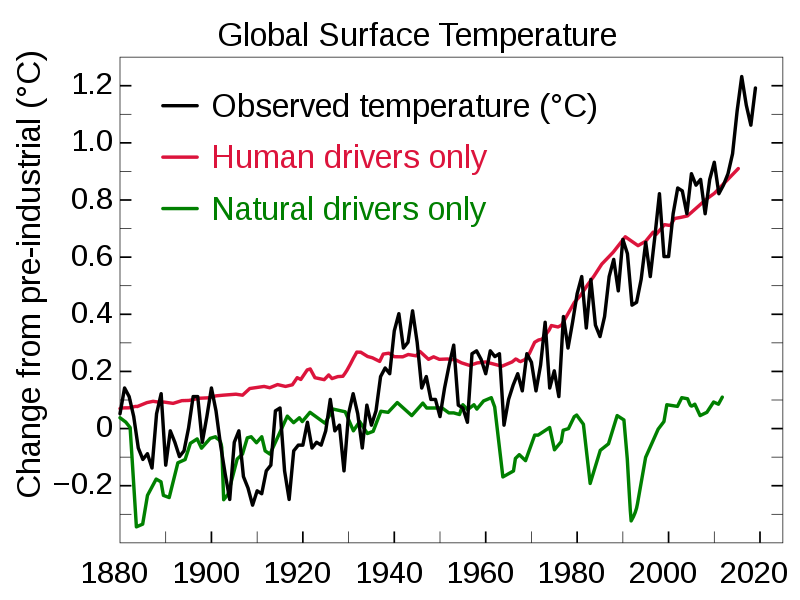 Global Surface Temperature
Change from pre-industrial (°C)
1.2
1.0
0.8
0.6
0.4
0.2
0
−0.2
Observed temperature (°C)
Human drivers only
Natural drivers only
1880 1900 1920 1940 1960 1980 2000 2020